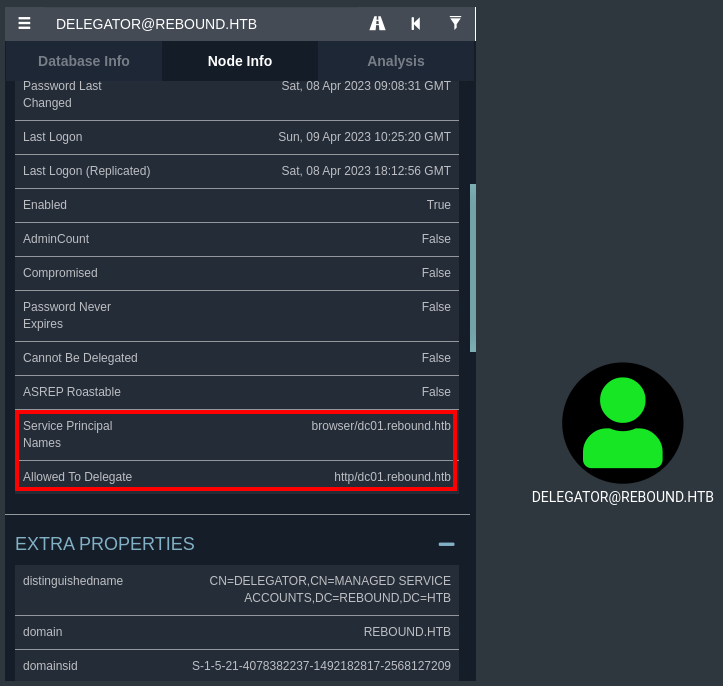 DELEGATOR@REBOUND.HTB
Database Info Node Info Analysis
Password Last Sat, 08 Apr 2023 09:08:31 GMT
Changed
Last Logon Sun, 09 Apr 2023 10:25:20 GMT
Last Logon (Replicated) Sat, 08 Apr 2023 18:12:56 GMT
Enabled True
AdminCount False
Compromised False
Password Never False
Expires
Cannot Be Delegated False
ASREP Roastable False
Service Principal browser/dc01.rebound.htb
Names
Allowed To Delegate http/dc01.rebound.htb
EXTRA PROPERTIES
distinguishedname CN=DELEGATOR,CN=MANAGED SERVICE
ACCOUNTS,DC=REBOUND,DC=HTB
domain REBOUND.HTB
domainsid S-1-5-21-4078382237-1492182817-2568127209
DELEGATOR@REBOUND.HTB